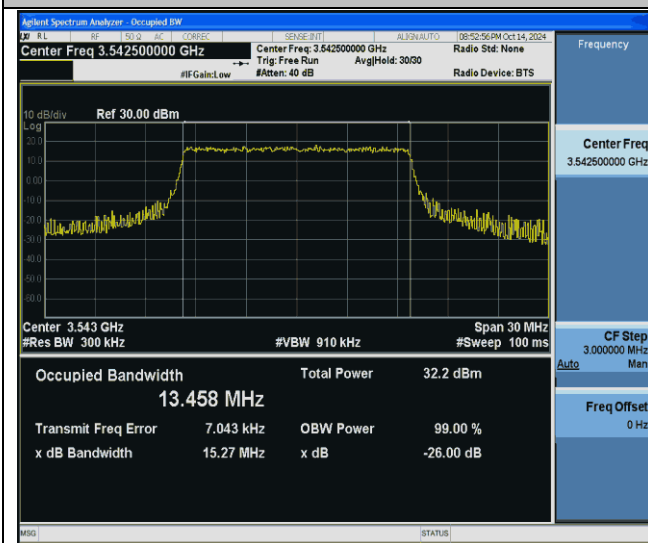 Agilent Spectrum Analyzer - Occupied BW
RL RF 50 Ω AC CORREC SENSE:INT ALIGNAUTO 08:52:56 PM Oct 14, 2024
Center Freq 3.542500000 GHz
Center Freq: 3.542500000 GHz
Radio Std: None
Trig: Free Run Avg|Hold: 30/30
#IFGain:Low
#Atten: 40 dB
Radio Device: BTS
Frequency
10 dB/div Ref 30.00 dBm
Log
20.0
10.0
0.00
-10.0
-20.0
-30.0
-40.0
-50.0
-60.0
Center Freq
3.542500000 GHz
Center 3.543 GHz Span 30 MHz
#Res BW 300 kHz #VBW 910 kHz #Sweep 100 ms
CF Step
3.000000 MHz
Auto Man
Occupied Bandwidth Total Power 32.2 dBm
13.458 MHz
Transmit Freq Error 7.043 kHz OBW Power 99.00 %
x dB Bandwidth 15.27 MHz x dB -26.00 dB
Freq Offset
0 Hz
MSG STATUS